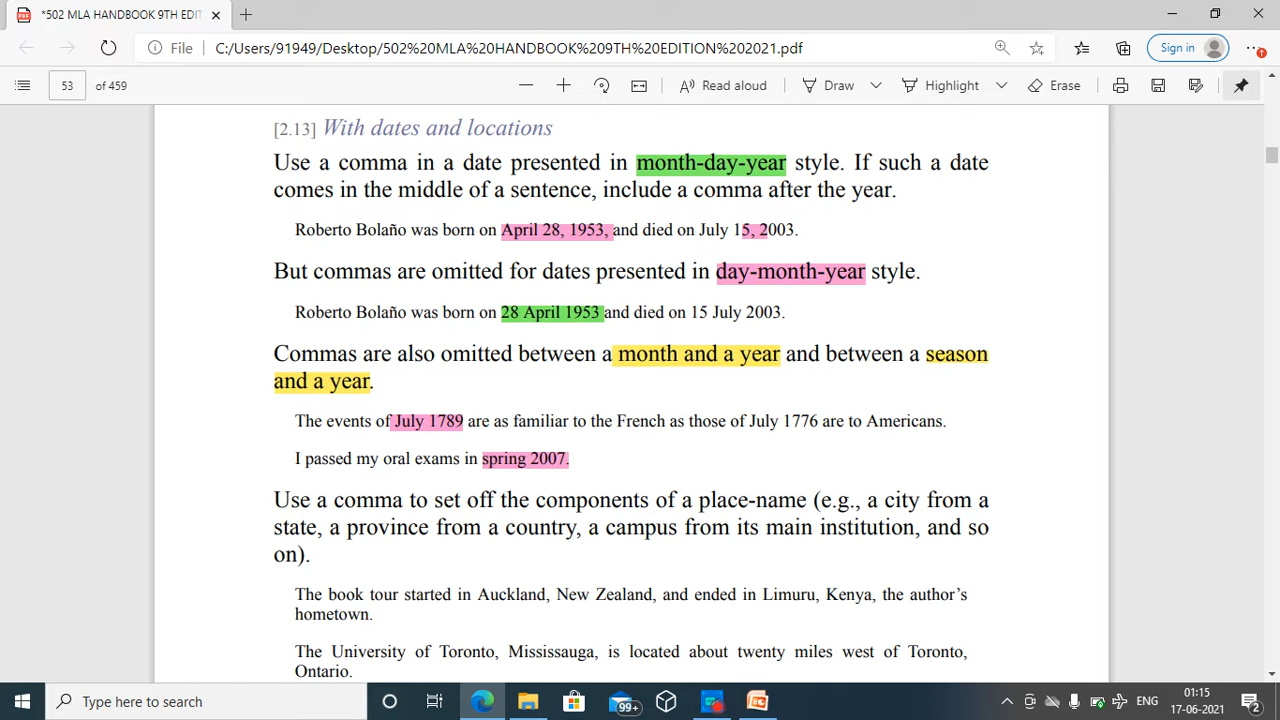 *502 MLA HANDBOOK 9TH EDIT
File C:/Users/91949/Desktop/502%20MLA%20HANDBOOK%209TH%20EDITION%202021.pdf Sign in
53 of 459 Read aloud Draw Highlight Erase
[2.13] With dates and locations
Use a comma in a date presented in month-day-year style. If such a date
comes in the middle of a sentence, include a comma after the year.
Roberto Bolaño was born on April 28, 1953, and died on July 15, 2003.
But commas are omitted for dates presented in day-month-year style.
Roberto Bolaño was born on 28 April 1953 and died on 15 July 2003.
Commas are also omitted between a month and a year and between a season
and a year.
The events of July 1789 are as familiar to the French as those of July 1776 are to Americans.
I passed my oral exams in spring 2007.
Use a comma to set off the components of a place-name (e.g., a city from a
state, a province from a country, a campus from its main institution, and so
on).
The book tour started in Auckland, New Zealand, and ended in Limuru, Kenya, the author’s
hometown.
The University of Toronto, Mississauga, is located about twenty miles west of Toronto,
Ontario.
Type here to search 99+ ENG 01:15
17-06-2021 2